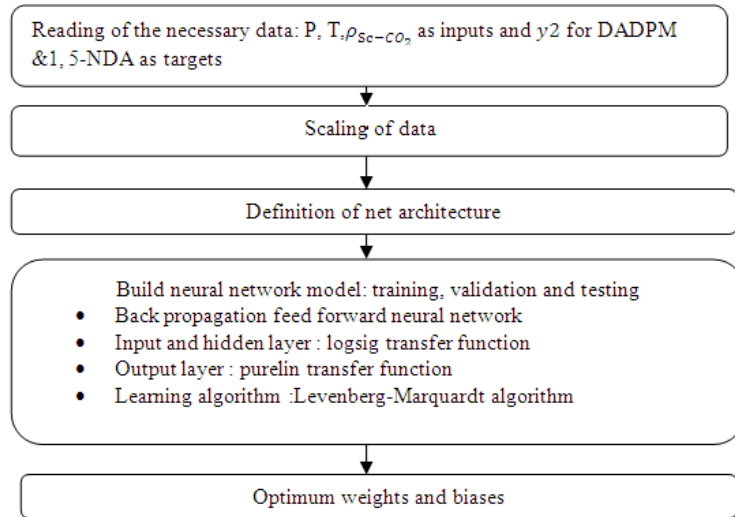 Reading of the necessary data: P, T,ρ_{Sc−CO₂} as inputs and y2 for DADPM
&1, 5-NDA as targets
Scaling of data
Definition of net architecture
Build neural network model: training, validation and testing
• Back propagation feed forward neural network
• Input and hidden layer : logsig transfer function
• Output layer : purelin transfer function
• Learning algorithm :Levenberg-Marquardt algorithm
Optimum weights and biases